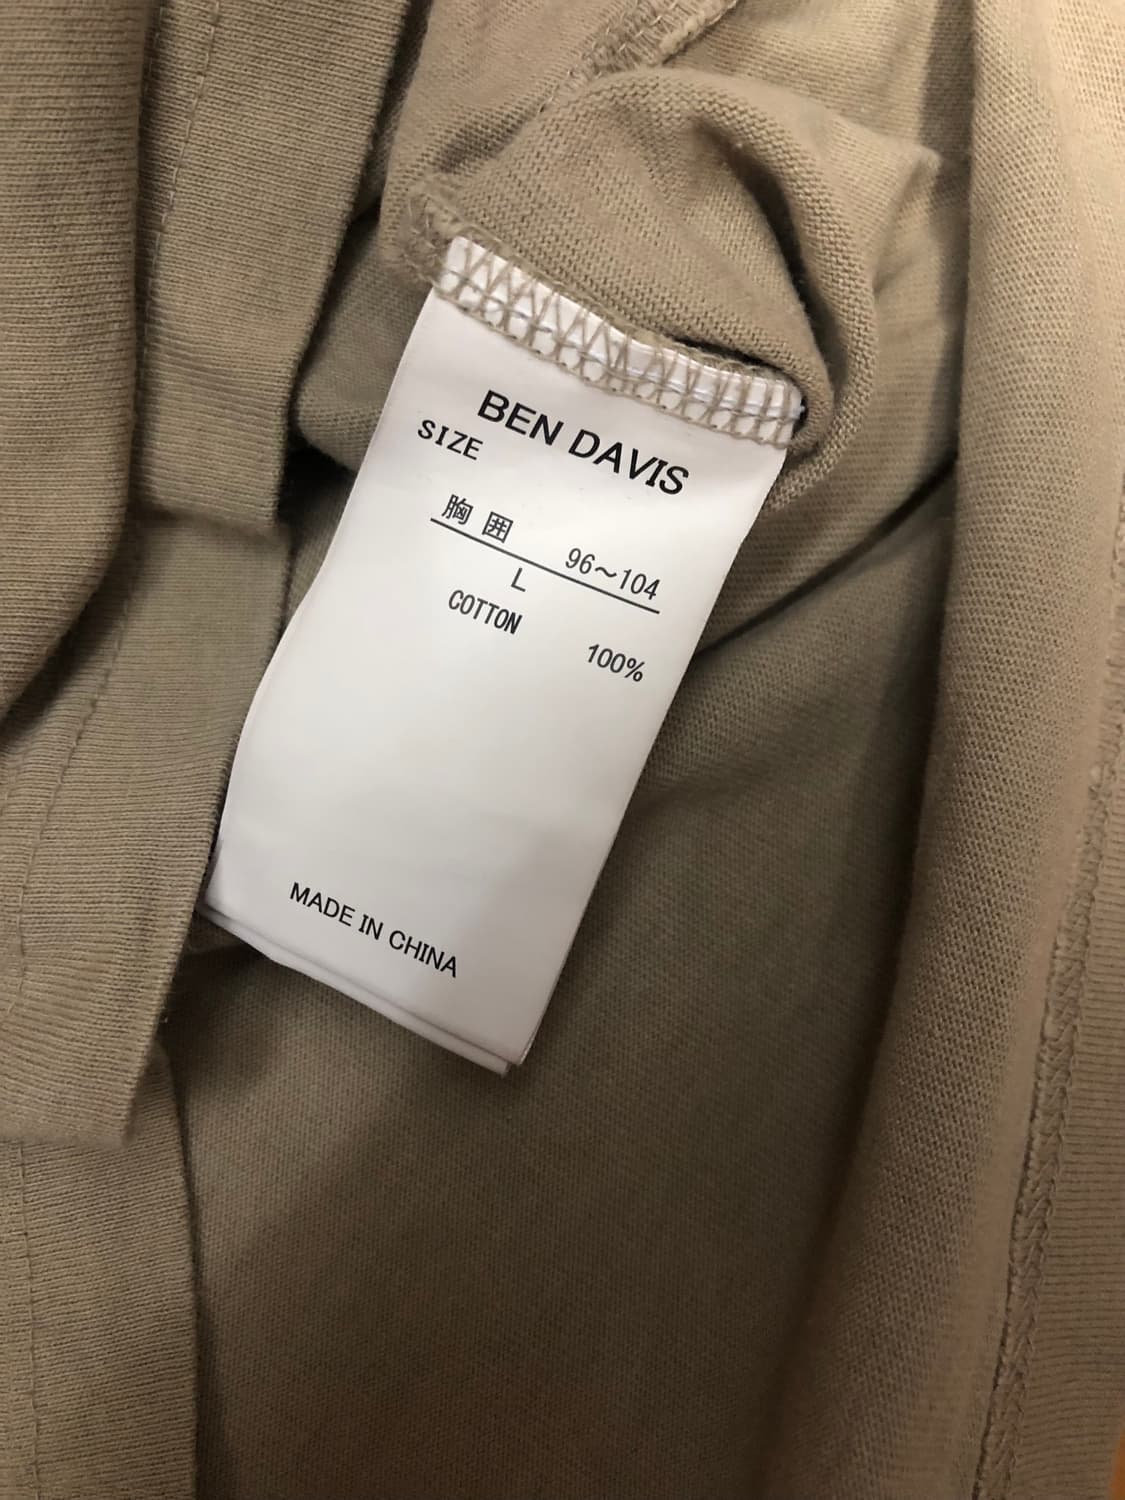 BEN DAVIS
SIZE
胸囲 96～104
L
COTTON 100%
MADE IN CHINA